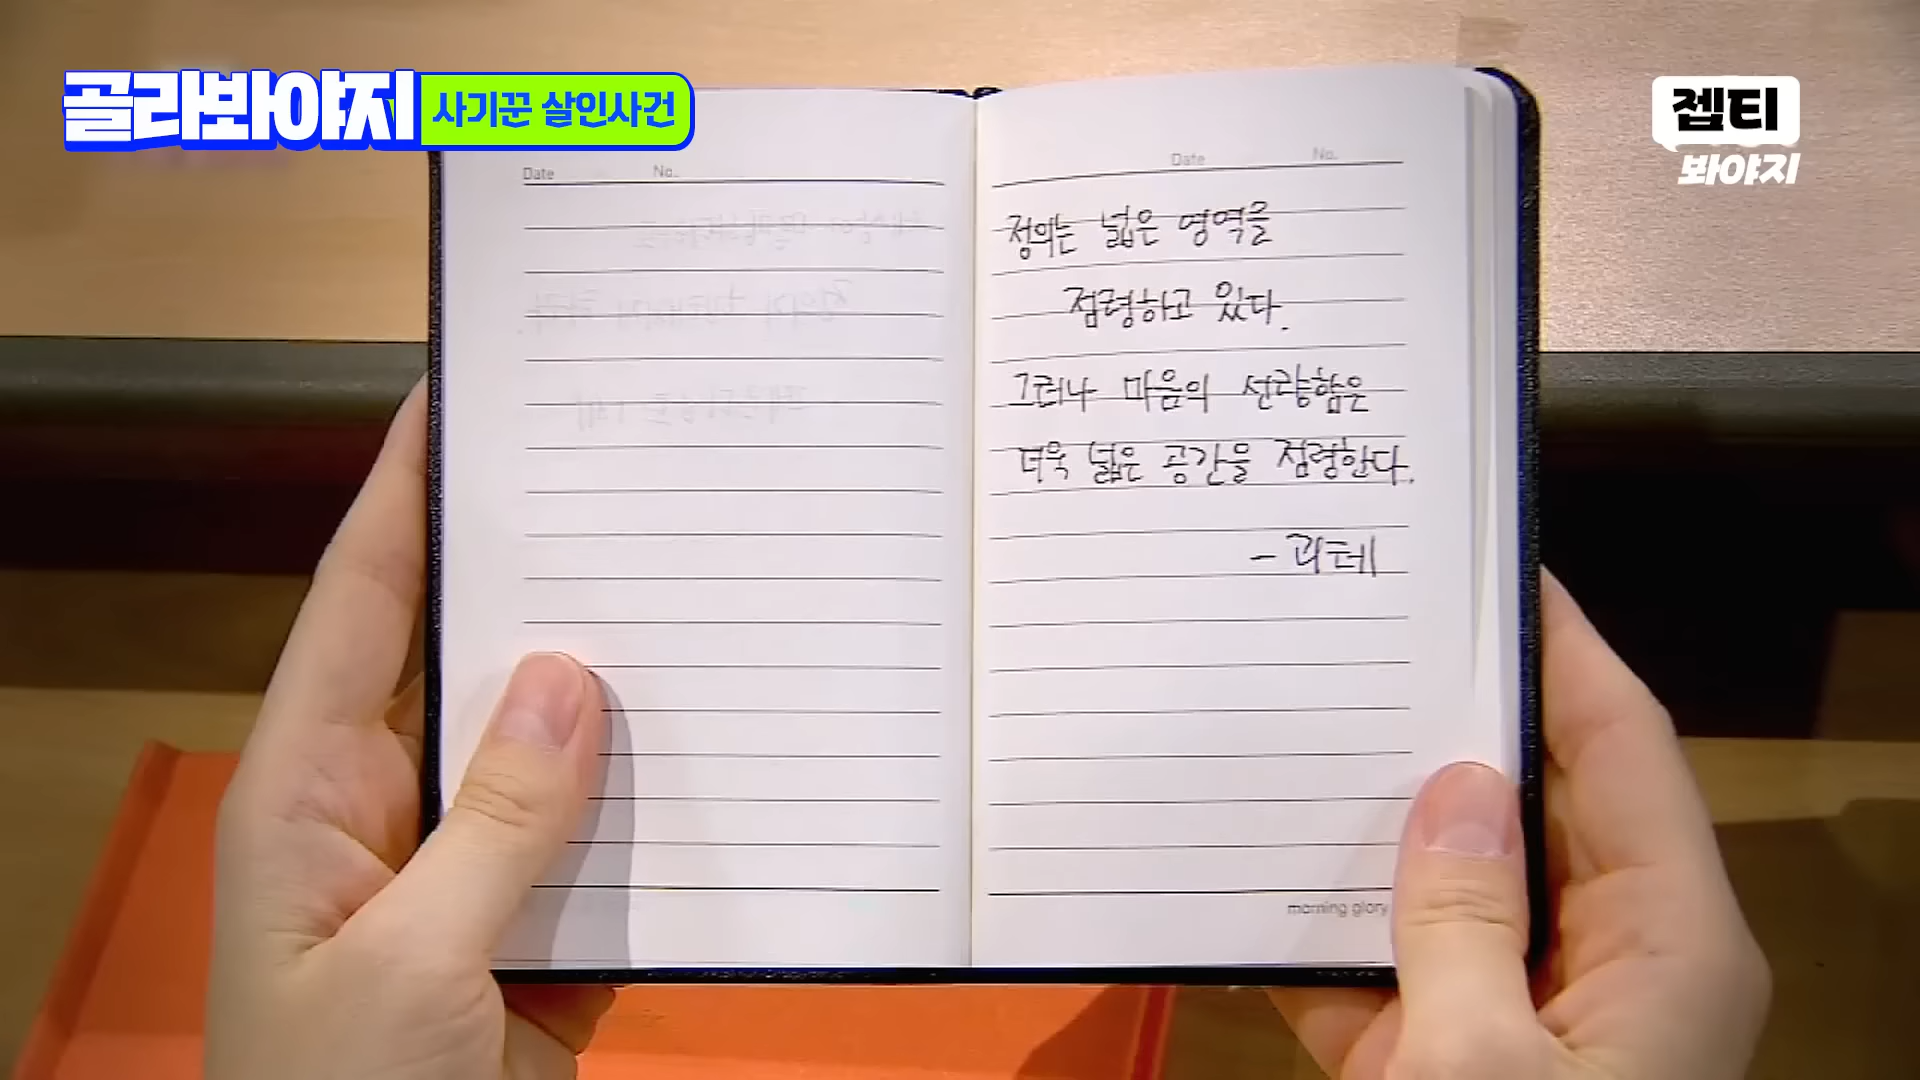 골라봐야지 사기꾼 살인사건
젭티
봐야지
Date No.
Date No.
정의는 넓은 영역을
점령하고 있다.
그러나 마음의 선량함은
더욱 넓은 공간을 점령한다.
- 괴테
morning glory